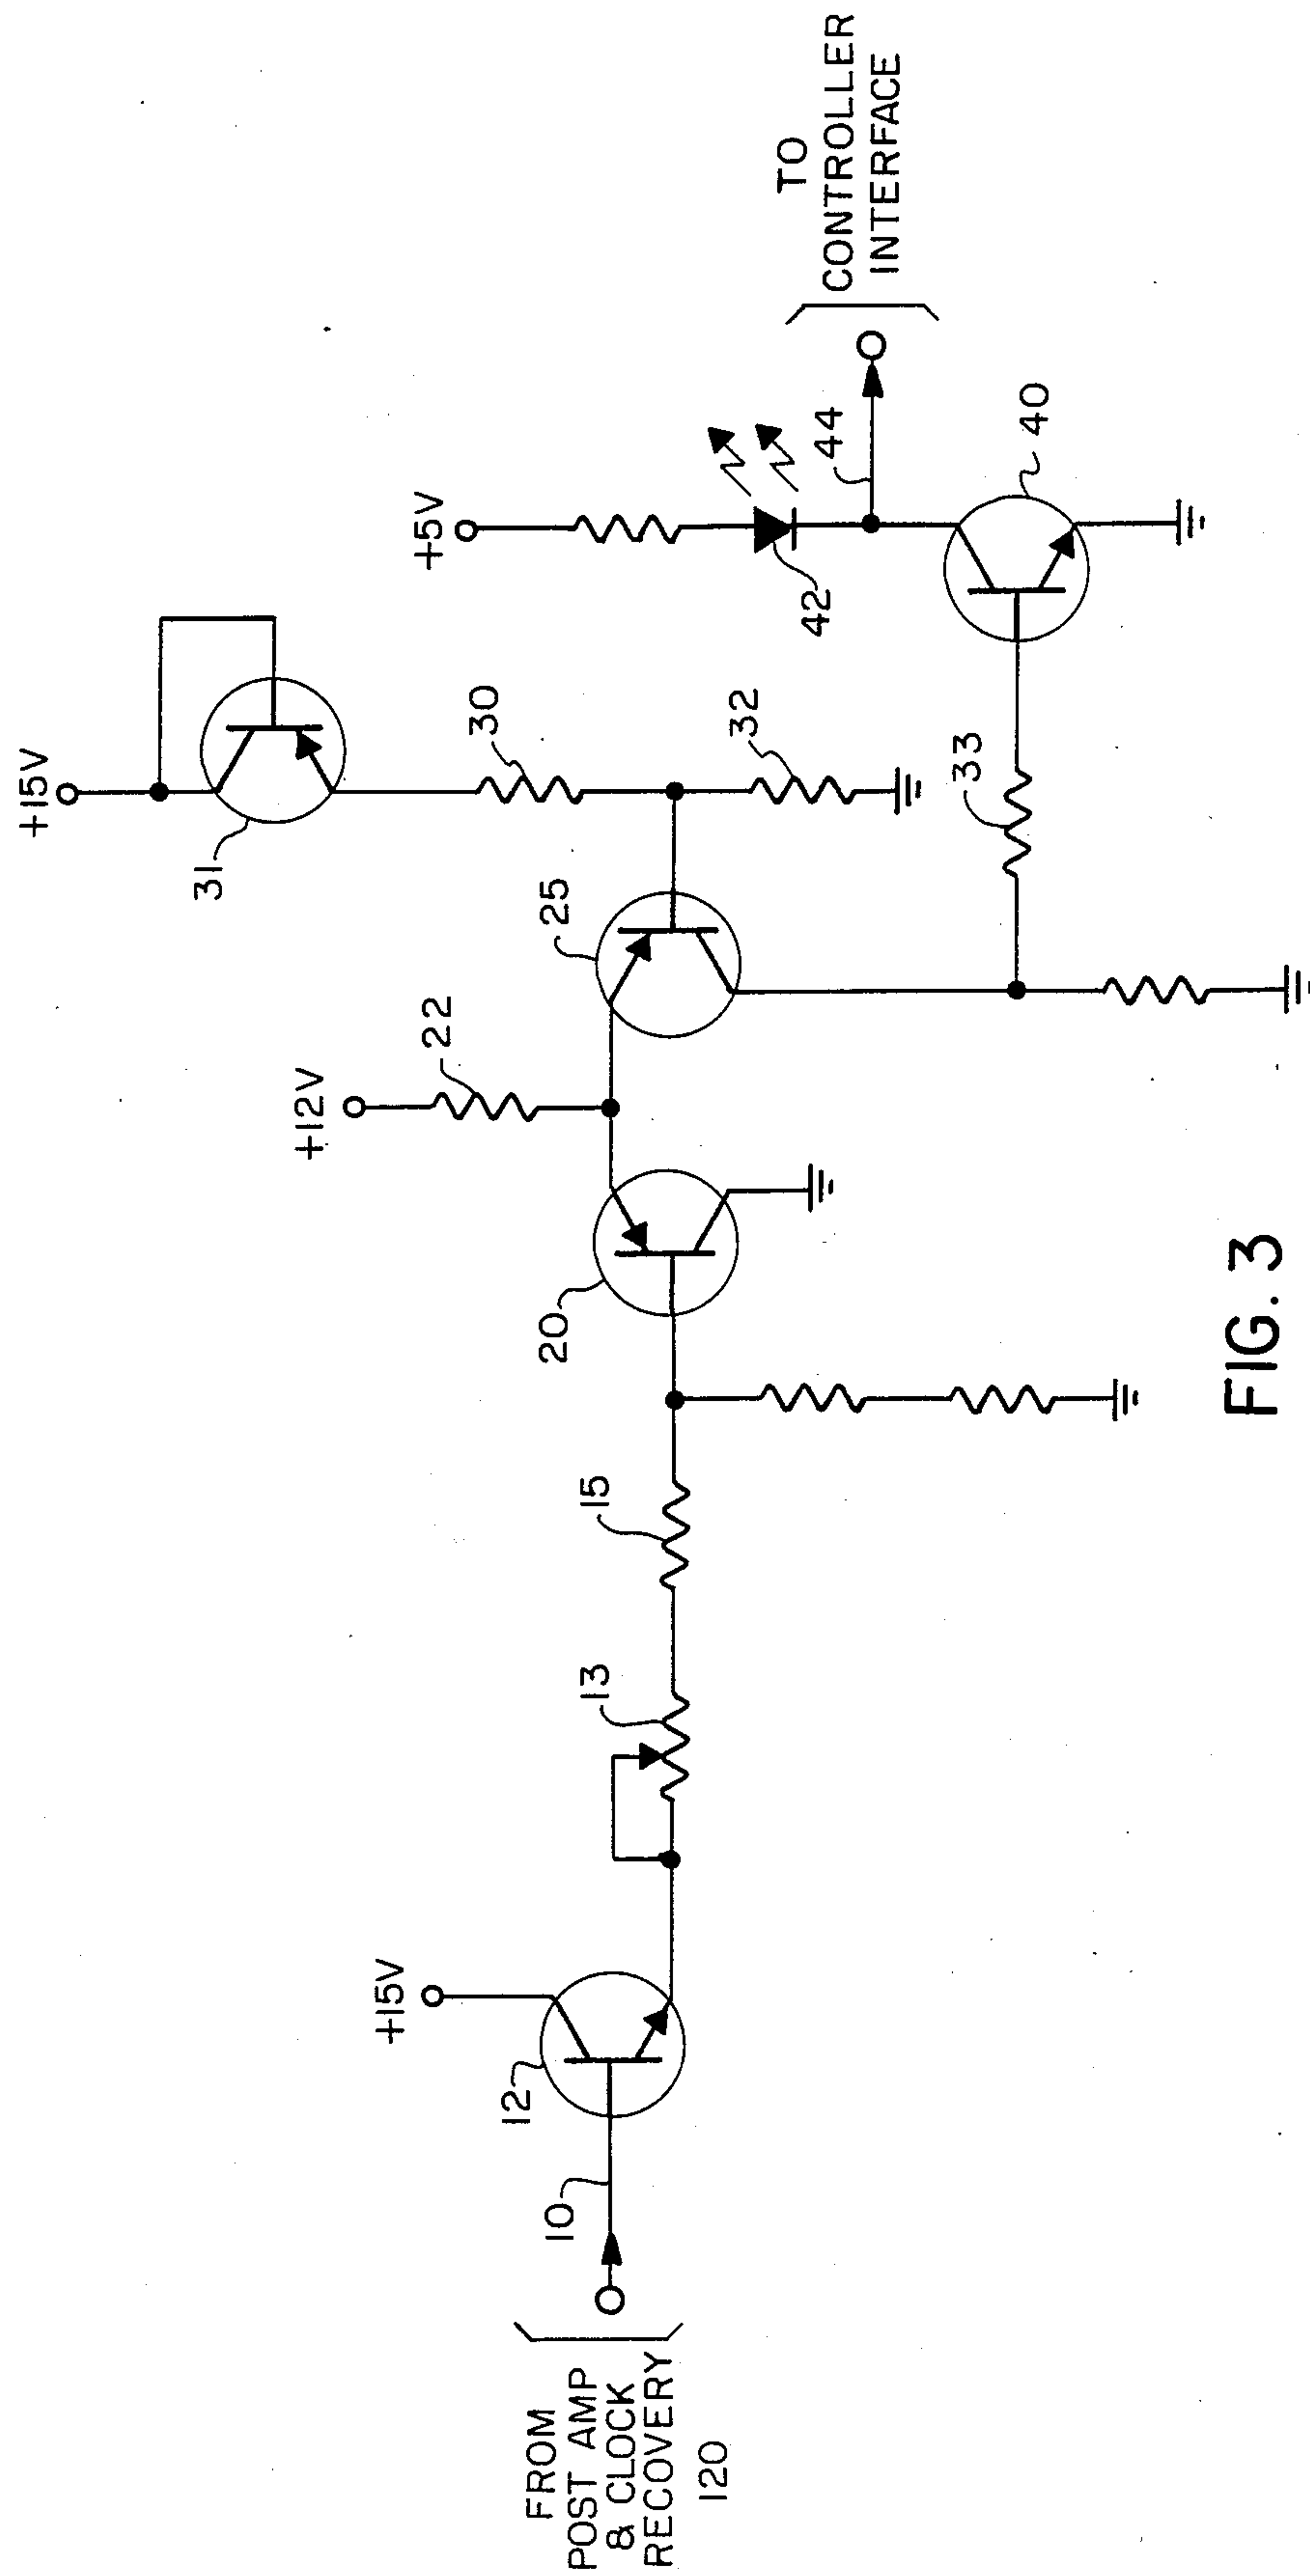 FROM
POST AMP
& CLOCK
RECOVERY
120
10
12
+15V
13
15
20
+12V
22
25
+15V
31
30
32
33
+5V
42
44
40
TO
CONTROLLER
INTERFACE
FIG. 3